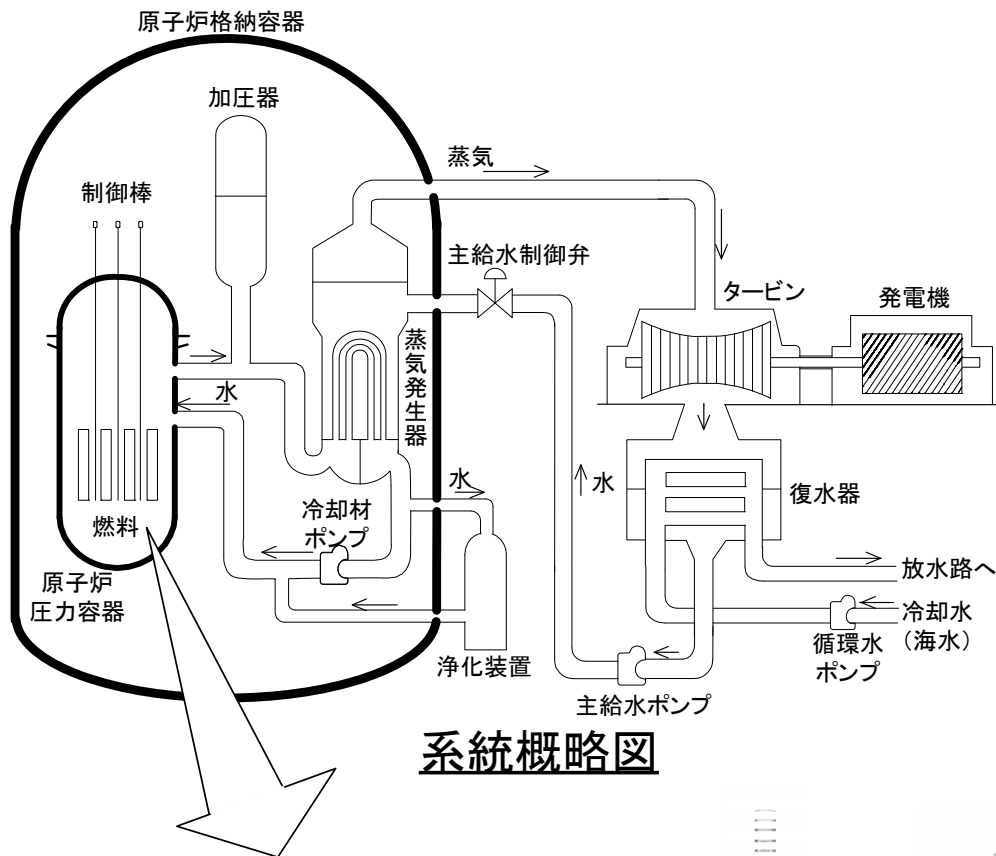 原子炉格納容器
加圧器
蒸気
制御棒
主給水制御弁
タービン
発電機
蒸気発生器
水
水
水
復水器
冷却材
ポンプ
燃料
放水路へ
原子炉
圧力容器
冷却水
（海水）
循環水
ポンプ
浄化装置
主給水ポンプ
系統概略図